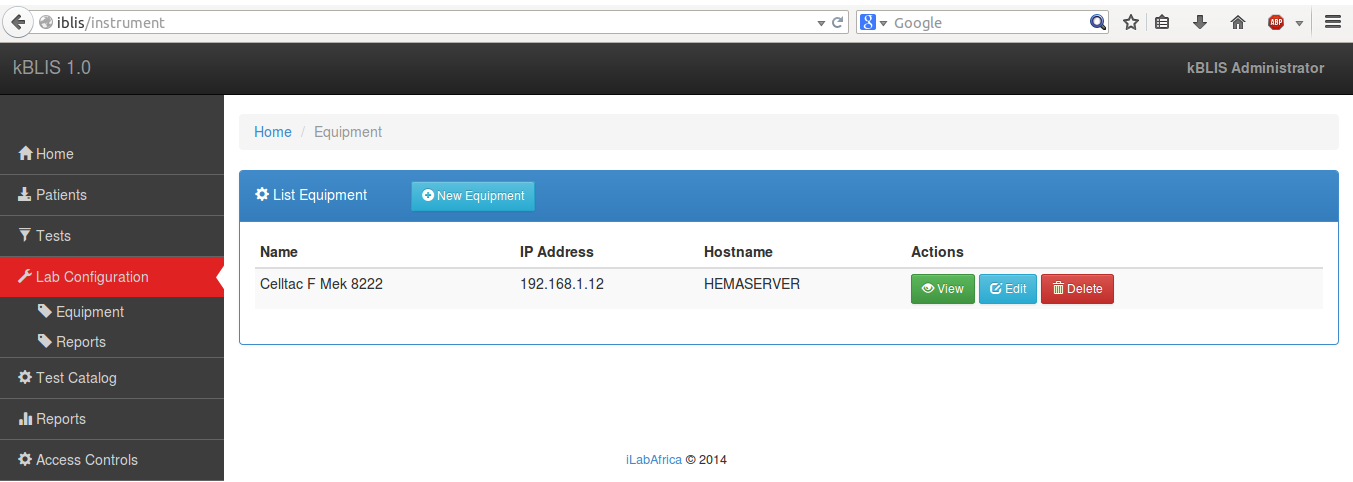 iblis/instrument
Google
ABP
kBLIS 1.0
kBLIS Administrator
Home
Patients
Tests
Lab Configuration
Equipment
Reports
Test Catalog
Reports
Access Controls
Home / Equipment
List Equipment New Equipment
Name IP Address Hostname Actions
Celltac F Mek 8222 192.168.1.12 HEMASERVER View Edit Delete
iLabAfrica © 2014